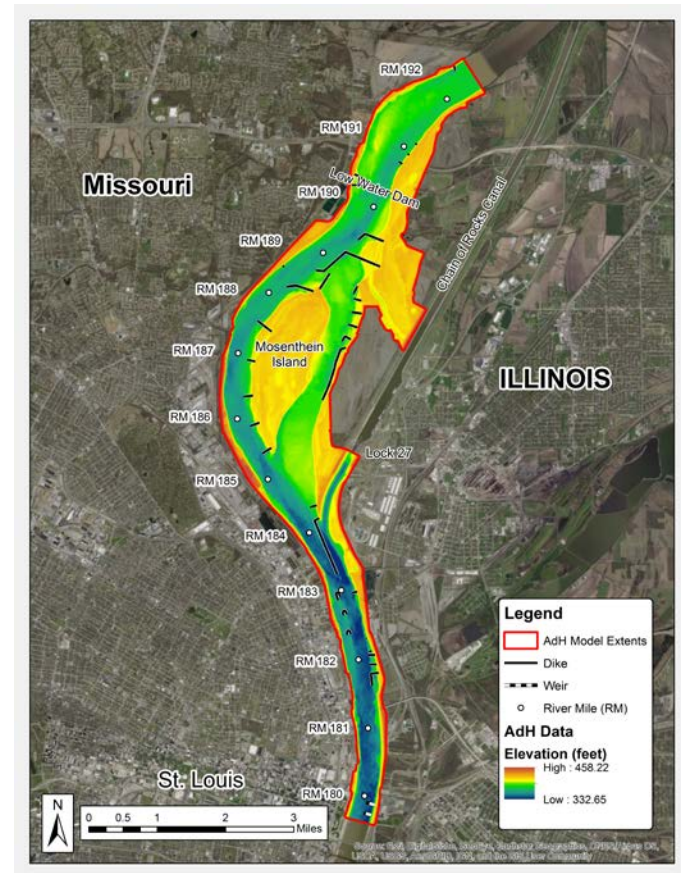 RM 192
RM 191
Missouri
Low Water Dam
RM 190
Chain of Rocks Canal
RM 189
RM 188
RM 187
Mosenthein
Island
ILLINOIS
RM 186
Lock 27
RM 185
RM 184
RM 183
RM 182
RM 181
St. Louis
RM 180
N
0 0.5 1 2 3
Miles
Legend
AdH Model Extents
Dike
Weir
River Mile (RM)
AdH Data
Elevation (feet)
High : 458.22
Low : 332.65